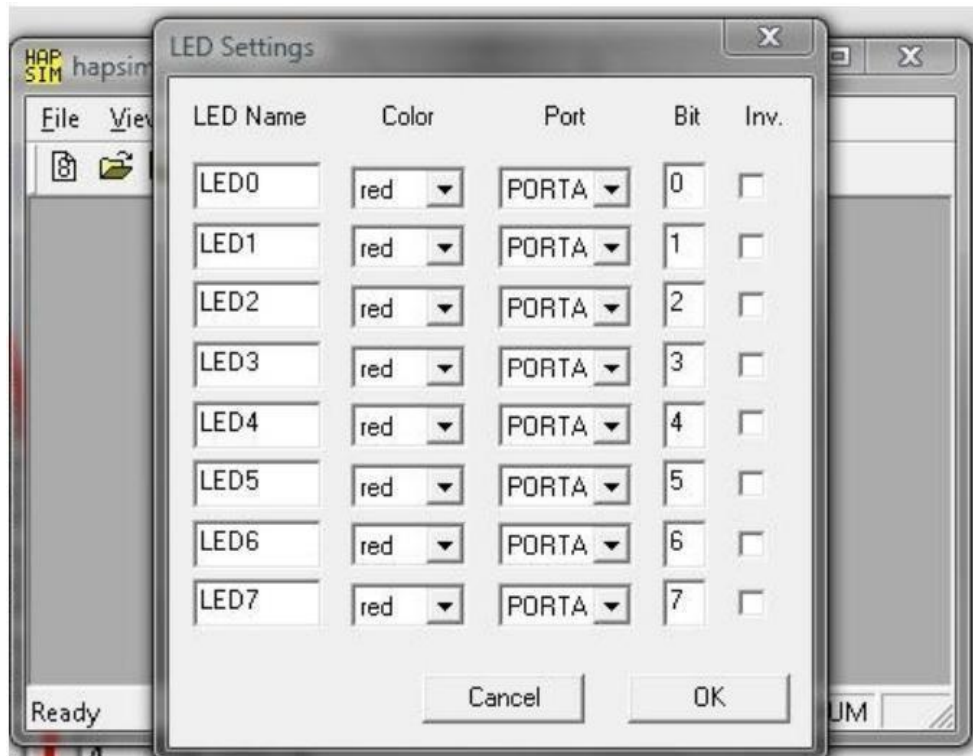 LED Settings
HAP
SIM
hapsim
File View
LED Name Color Port Bit Inv.
LED0 red PORTA 0
LED1 red PORTA 1
LED2 red PORTA 2
LED3 red PORTA 3
LED4 red PORTA 4
LED5 red PORTA 5
LED6 red PORTA 6
LED7 red PORTA 7
Cancel OK
Ready UM